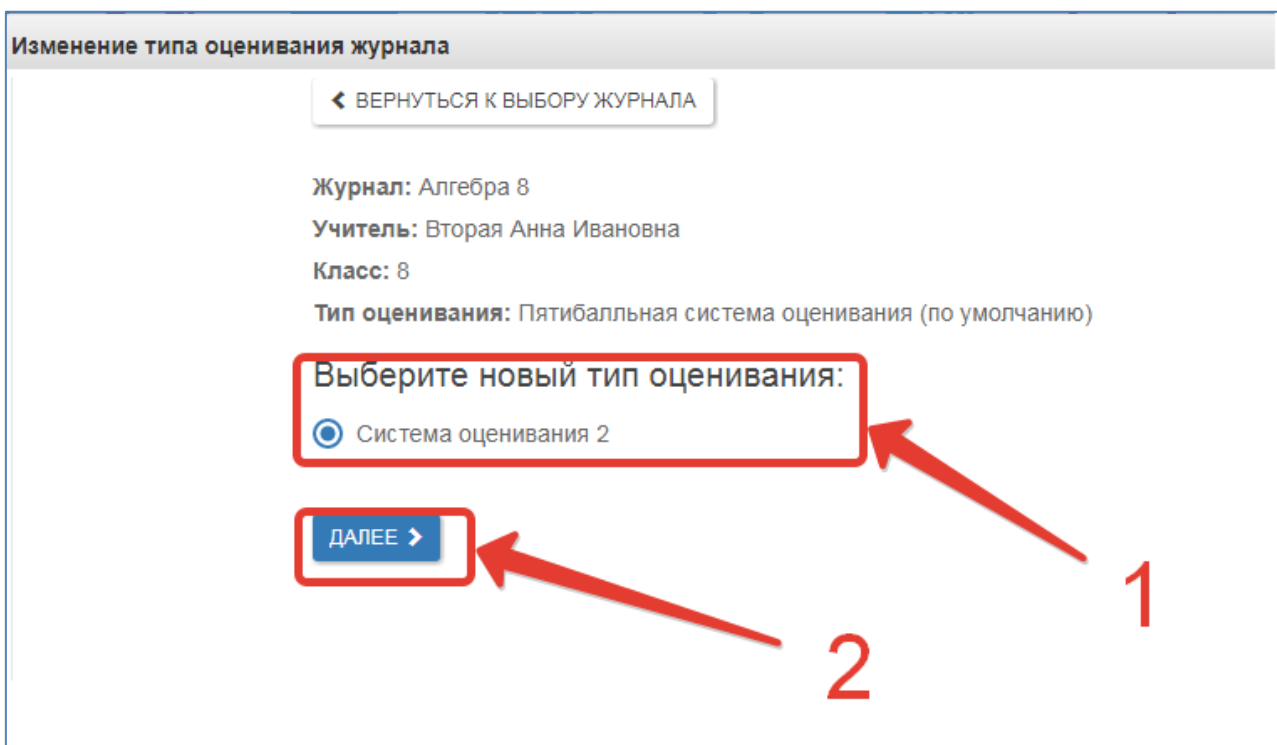 Изменение типа оценивания журнала
ВЕРНУТЬСЯ К ВЫБОРУ ЖУРНАЛА
Журнал: Алгебра 8
Учитель: Вторая Анна Ивановна
Класс: 8
Тип оценивания: Пятибалльная система оценивания (по умолчанию)
Выберите новый тип оценивания:
Система оценивания 2
ДАЛЕЕ
1
2